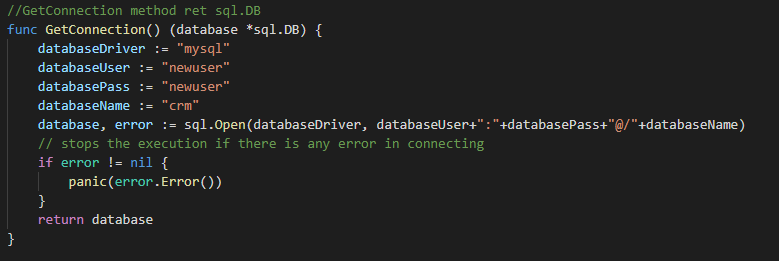 //GetConnection method ret sql.DB
func GetConnection() (database *sql.DB) {
    databaseDriver := "mysql"
    databaseUser := "newuser"
    databasePass := "newuser"
    databaseName := "crm"
    database, error := sql.Open(databaseDriver, databaseUser+":"+databasePass+"@/"+databaseName)
    // stops the execution if there is any error in connecting
    if error != nil {
        panic(error.Error())
    }
    return database
}